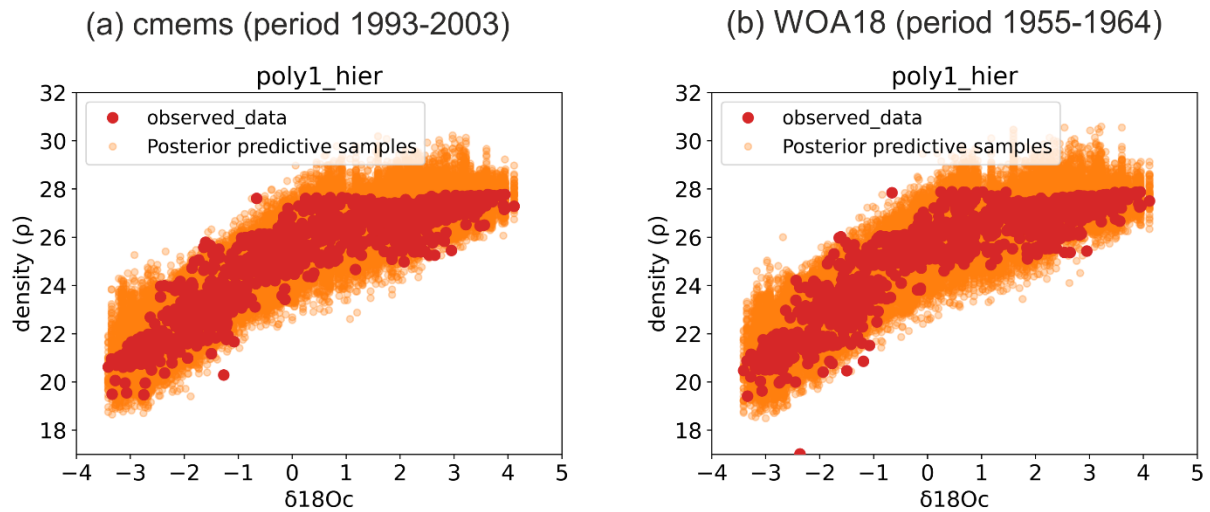 (a) cmems (period 1993-2003)
poly1_hier
32
30
28
26
24
22
20
18
density (ρ)
observed_data
Posterior predictive samples
−4 −3 −2 −1 0 1 2 3 4 5
δ18Oc
(b) WOA18 (period 1955-1964)
poly1_hier
32
30
28
26
24
22
20
18
density (ρ)
observed_data
Posterior predictive samples
−4 −3 −2 −1 0 1 2 3 4 5
δ18Oc